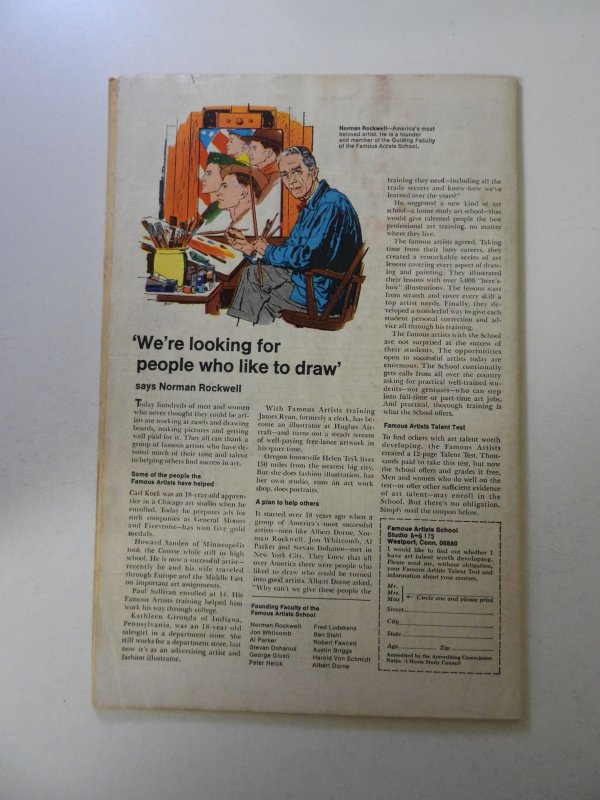 Norman Rockwell—America's most
beloved artist. He is a founder
and member of the Guiding Faculty
of the Famous Artists School.
'We're looking for
people who like to draw'
says Norman Rockwell
Today hundreds of men and women
who never thought they could be art-
ists are working at easels and drawing
boards, making pictures and getting
well paid for it. They all can thank a
group of famous artists who have de-
voted much of their time and talent
to helping others find success in art.
Some of the people the
Famous Artists have helped
Carl Kock was an 18-year-old appren-
tice in a Chicago art studio when he
enrolled. Today he prepares ads for
such companies as General Motors
and Firestone—has won five gold
medals.
Howard Sanden of Minneapolis
took the Course while still in high
school. He is now a successful artist—
recently he and his wife traveled
through Europe and the Middle East
on important art assignments.
Paul Sullivan enrolled at 14. His
Famous Artists training helped him
work his way through college.
Kathleen Gironda of Indiana,
Pennsylvania, was an 18-year-old
salesgirl in a department store. She
still works for a department store, but
now it's as an advertising artist and
fashion illustrator.
With Famous Artists training
James Ryan, formerly a clerk, has be-
come an illustrator at Hughes Air-
craft—and turns out a steady stream
of well-paying free-lance artwork in
his spare time.
Oregon housewife Helen Tryk lives
150 miles from the nearest big city.
But she does fashion illustration, has
her own studio, runs an art work
shop, does portraits.
A plan to help others
It started over 18 years ago when a
group of America's most successful
artists—men like Albert Dorne, Nor-
man Rockwell, Jon Whitcomb, Al
Parker and Stevan Dohanos—met in
New York City. They knew that all
over America there were people who
liked to draw who could be turned
into good artists. Albert Dorne asked,
"Why can't we give these people the
Founding Faculty of the
Famous Artists School
Norman Rockwell
Jon Whitcomb
Al Parker
Stevan Dohanos
George Giusti
Peter Helck
Fred Ludekens
Ben Stahl
Robert Fawcett
Austin Briggs
Harold Von Schmidt
Albert Dorne
training they need—including all the
trade secrets and know-how we've
learned over the years?"
He suggested a new kind of art
school—a home study art school—that
would give talented people the best
professional art training, no matter
where they live.
The famous artists agreed. Taking
time from their busy careers, they
created a remarkable series of art
lessons covering every aspect of draw-
ing and painting. They illustrated
their lessons with over 5,000 "here's-
how" illustrations. The lessons start
from scratch and cover every skill a
top artist needs. Finally, they de-
veloped a wonderful way to give each
student personal correction and ad-
vice all through his training.
The famous artists with the School
are not surprised at the success of
their students. The opportunities
open to successful artists today are
enormous. The School continually
gets calls from all over the country
asking for practical well-trained stu-
dents—not geniuses—who can step
into full-time or part-time art jobs.
And practical, thorough training is
what the School offers.
Famous Artists Talent Test
To find others with art talent worth
developing, the Famous Artists
created a 12-page Talent Test. Thou-
sands paid to take this test, but now
the School offers and grades it free.
Men and women who do well on the
test—or offer other sufficient evidence
of art talent—may enroll in the
School. But there's no obligation.
Simply mail the coupon below.
Famous Artists School
Studio A-6175
Westport, Conn. 06880
I would like to find out whether I
have art talent worth developing.
Please send me, without obligation,
your Famous Artists Talent Test and
information about your courses.
Mr.
Mrs.
Miss
← Circle one and please print
Street
City
State
Age Zip
Accredited by the Accrediting Commission
Natn'l Home Study Council